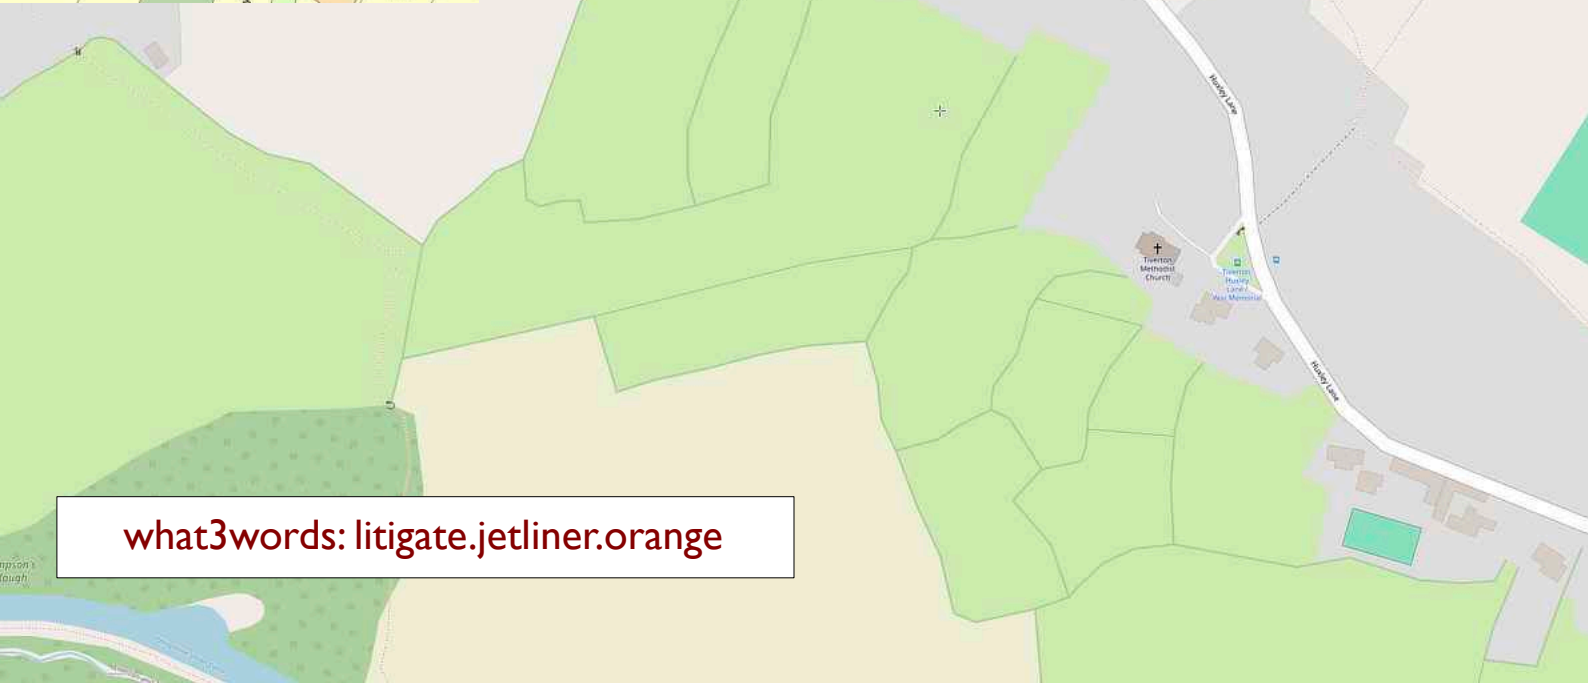 Huxley Lane
Tiverton
Methodist
Church
Tiverton
Huxley
Lane /
War Memorial
Huxley Lane
what3words: litigate.jetliner.orange